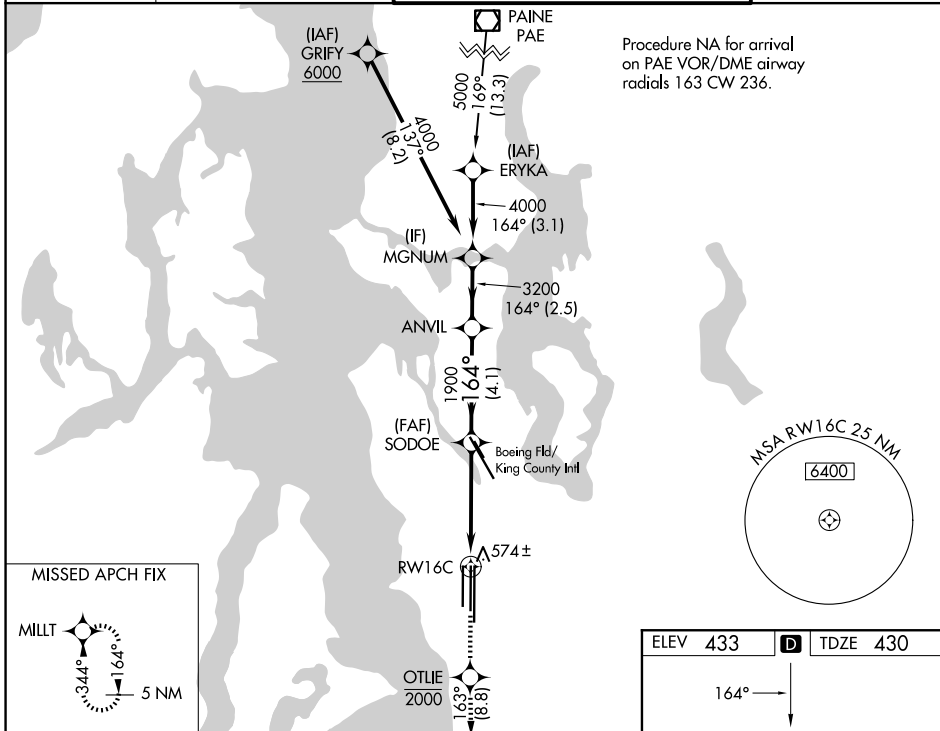 PAINE
PAE
(IAF)
GRIFY
6000
Procedure NA for arrival
on PAE VOR/DME airway
radials 163 CW 236.
5000
169°
(13.3)
4000
137°
(8.2)
(IAF)
ERYKA
4000
164° (3.1)
(IF)
MGNUM
3200
164° (2.5)
ANVIL
1900
164°
(4.1)
(FAF)
SODOE
Boeing Fld/
King County Intl
MSA RW16C 25 NM
6400
RW16C
574±
MISSED APCH FIX
MILLT
344°
164°
5 NM
OTLIE
2000
163°
(8.8)
ELEV 433 D TDZE 430
164°